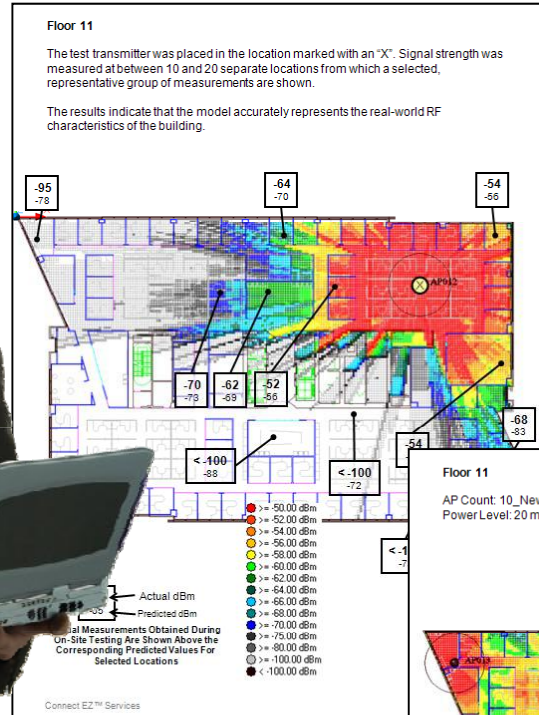 Floor 11
The test transmitter was placed in the location marked with an "X". Signal strength was
measured at between 10 and 20 separate locations from which a selected,
representative group of measurements are shown.
The results indicate that the model accurately represents the real-world RF
characteristics of the building.
-95
-78
-64
-70
-54
-56
X
AP012
-70
-73
-62
-69
-52
-56
-54
-68
-83
< -100
-88
< -100
-72
Floor 11
AP Count: 10_New
Power Level: 20 m
>= -50.00 dBm
>= -52.00 dBm
>= -54.00 dBm
>= -56.00 dBm
>= -58.00 dBm
>= -60.00 dBm
>= -62.00 dBm
>= -64.00 dBm
>= -66.00 dBm
>= -68.00 dBm
>= -70.00 dBm
>= -75.00 dBm
>= -80.00 dBm
>= -100.00 dBm
< -100.00 dBm
Actual dBm
Predicted dBm
Measurements Obtained During
On-Site Testing Are Shown Above the
Corresponding Predicted Values For
Selected Locations
AP013
Connect EZ™ Services